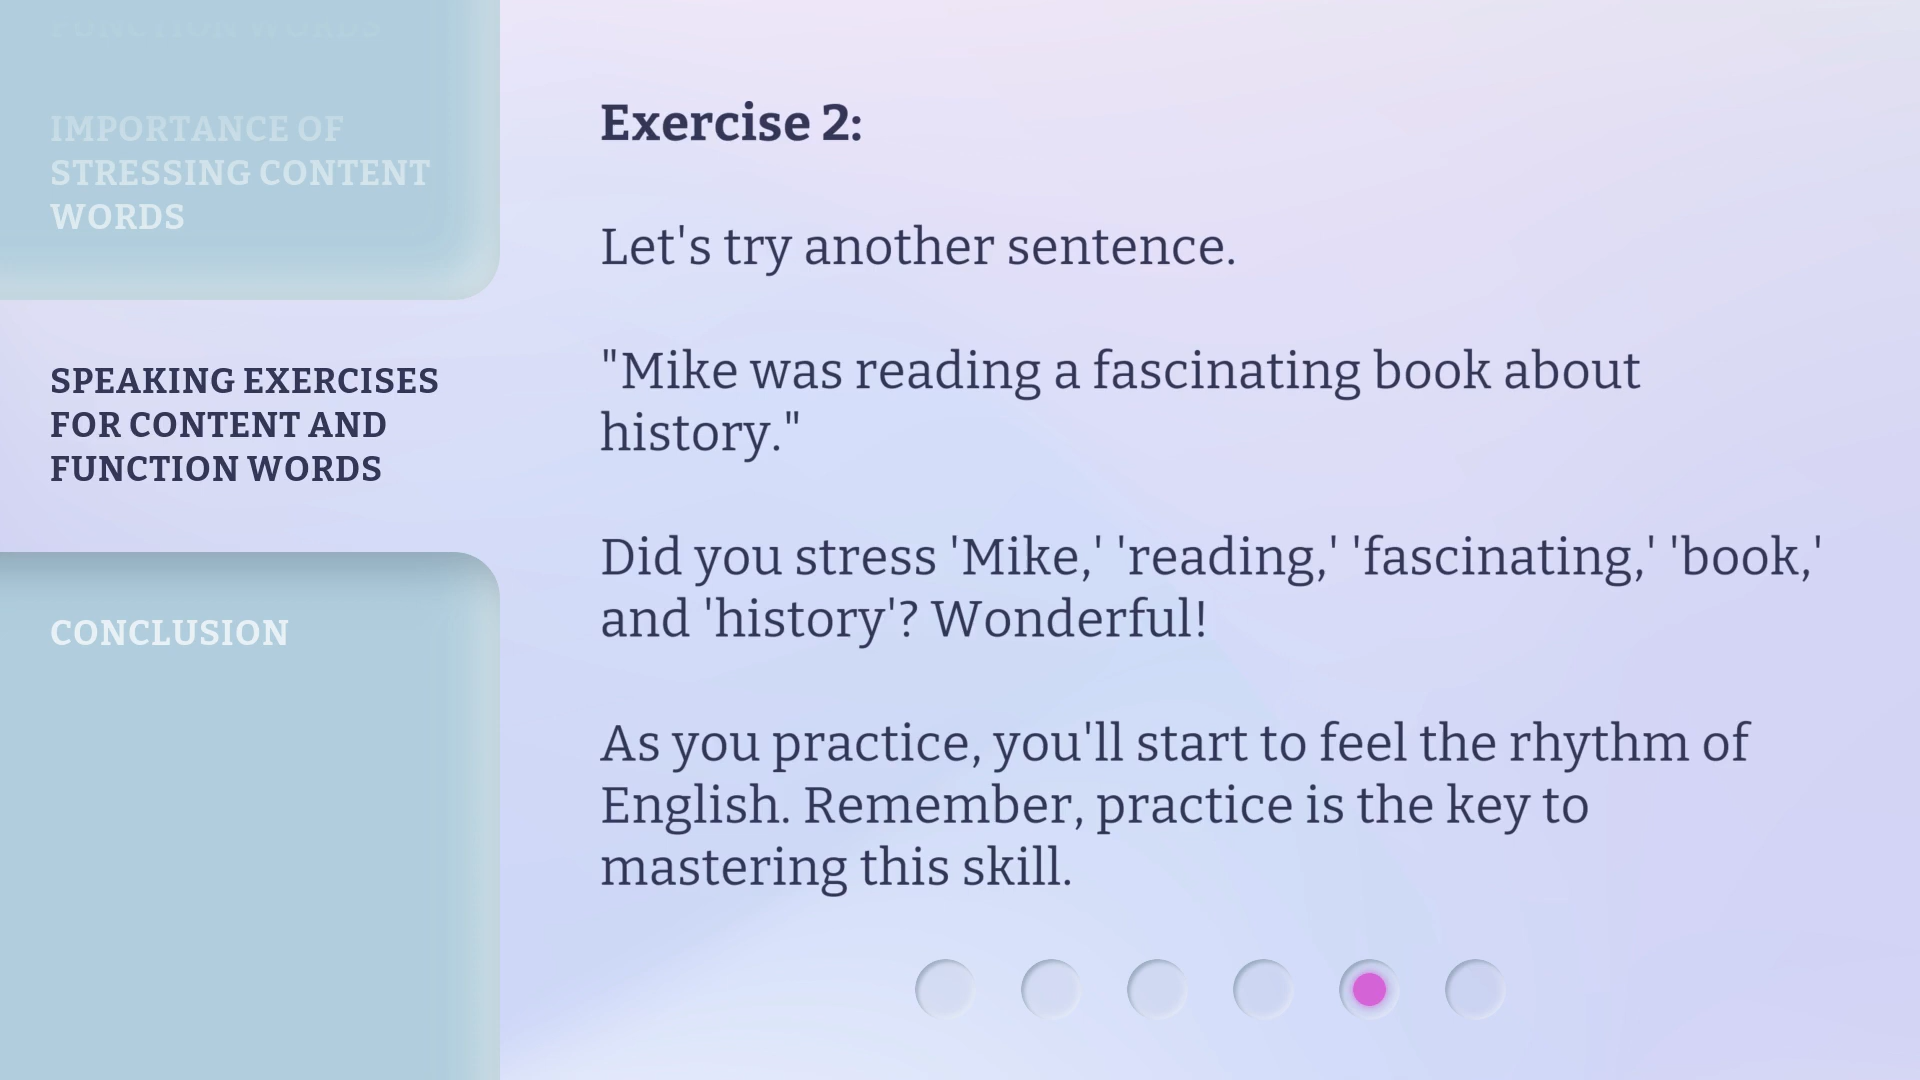 FUNCTION WORDS
IMPORTANCE OF
STRESSING CONTENT
WORDS
SPEAKING EXERCISES
FOR CONTENT AND
FUNCTION WORDS
CONCLUSION
Exercise 2:
Let's try another sentence.
"Mike was reading a fascinating book about
history."
Did you stress 'Mike,' 'reading,' 'fascinating,' 'book,'
and 'history'? Wonderful!
As you practice, you'll start to feel the rhythm of
English. Remember, practice is the key to
mastering this skill.